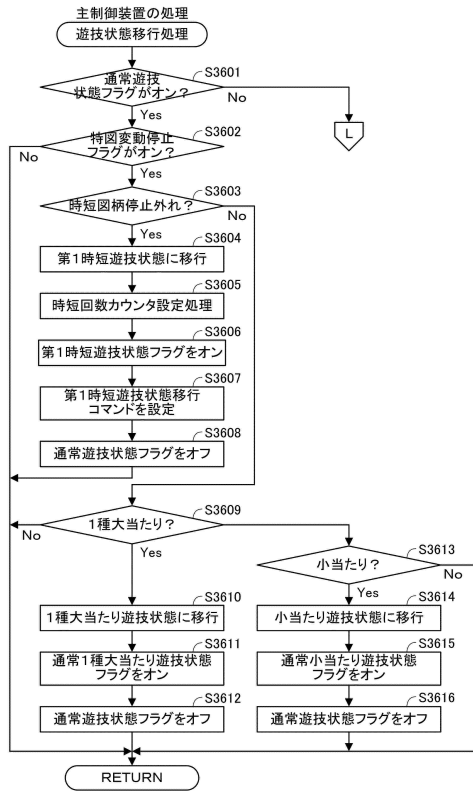 主制御装置の処理
遊技状態移行処理
S3601
通常遊技
状態フラグがオン?
No
Yes
L
S3602
特図変動停止
フラグがオン?
No
Yes
S3603
時短図柄停止外れ?
No
Yes
S3604
第1時短遊技状態に移行
S3605
時短回数カウンタ設定処理
S3606
第1時短遊技状態フラグをオン
S3607
第1時短遊技状態移行
コマンドを設定
S3608
通常遊技状態フラグをオフ
S3609
1種大当たり?
No
Yes
S3613
小当たり?
No
Yes
S3610
1種大当たり遊技状態に移行
S3614
小当たり遊技状態に移行
S3611
通常1種大当たり遊技状態
フラグをオン
S3615
通常小当たり遊技状態
フラグをオン
S3612
通常遊技状態フラグをオフ
S3616
通常遊技状態フラグをオフ
RETURN